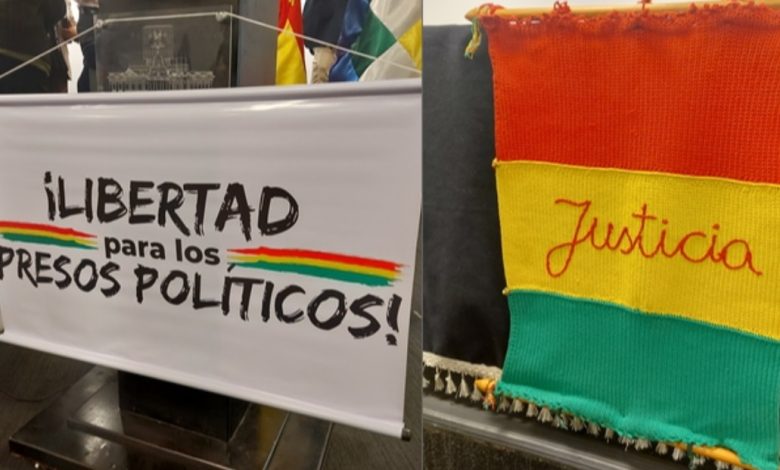 ¡LIBERTAD
para los
PRESOS POLÍTICOS!
Justicia